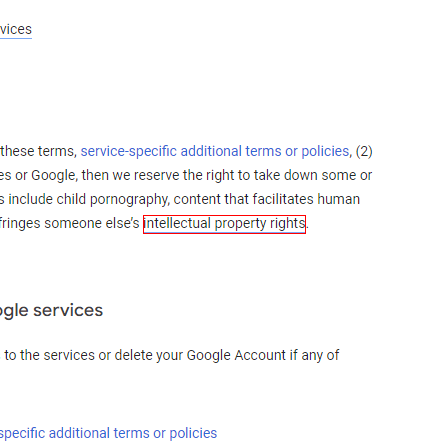 vices
these terms, service-specific additional terms or policies, (2)
es or Google, then we reserve the right to take down some or
s include child pornography, content that facilitates human
fringes someone else’s intellectual property rights.
ogle services
to the services or delete your Google Account if any of
specific additional terms or policies